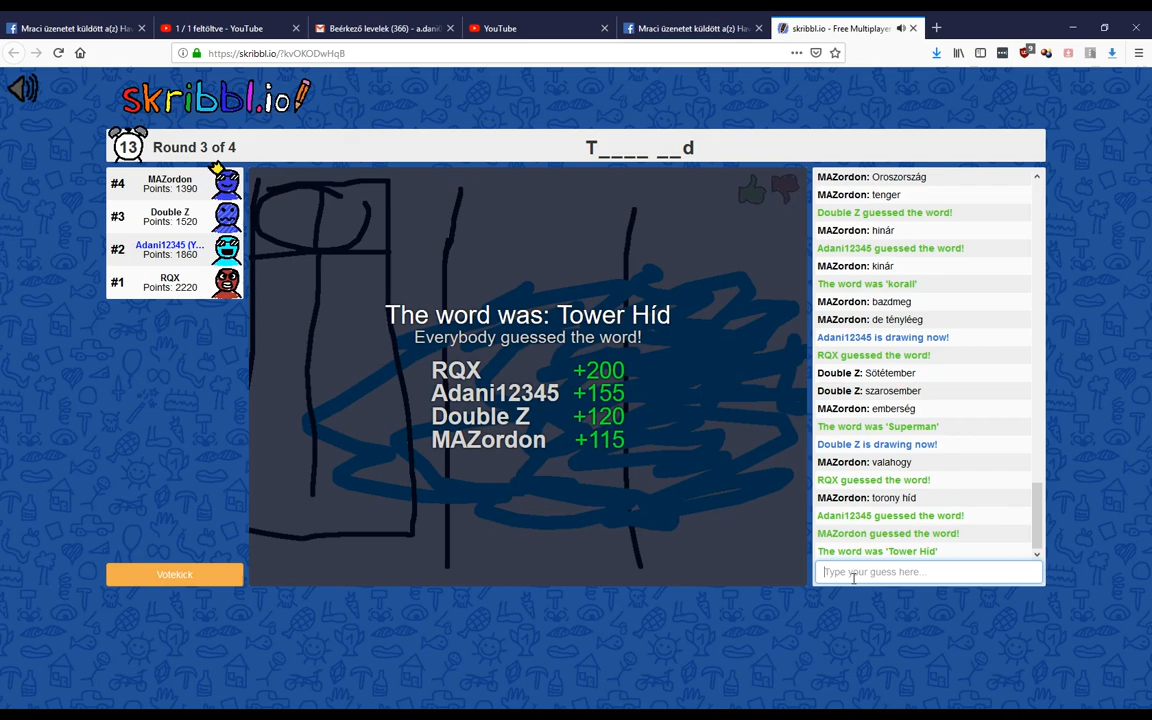 Mraci üzenetet küldött a(z) Hav
1 / 1 feltöltve - YouTube
Beérkező levelek (366) - a.dani
YouTube
Mraci üzenetet küldött a(z) Hav
skribbl.io - Free Multiplayer
https://skribbl.io/?kvOKODwHqB
9
skribbl.io
13
Round 3 of 4
T____ __d
#4
MAZordon
Points: 1390
#3
Double Z
Points: 1520
#2
Adani12345 (Y...
Points: 1860
#1
RQX
Points: 2220
Votekick
The word was: Tower Híd
Everybody guessed the word!
RQX +200
Adani12345 +155
Double Z +120
MAZordon +115
MAZordon: Oroszország
MAZordon: tenger
Double Z guessed the word!
MAZordon: hinár
Adani12345 guessed the word!
MAZordon: kinár
The word was 'korall'
MAZordon: bazdmeg
MAZordon: de tényléeg
Adani12345 is drawing now!
RQX guessed the word!
Double Z: Sötétember
Double Z: szarosember
MAZordon: emberség
The word was 'Superman'
Double Z is drawing now!
MAZordon: valahogy
RQX guessed the word!
MAZordon: torony híd
Adani12345 guessed the word!
MAZordon guessed the word!
The word was 'Tower Híd'
Type your guess here...